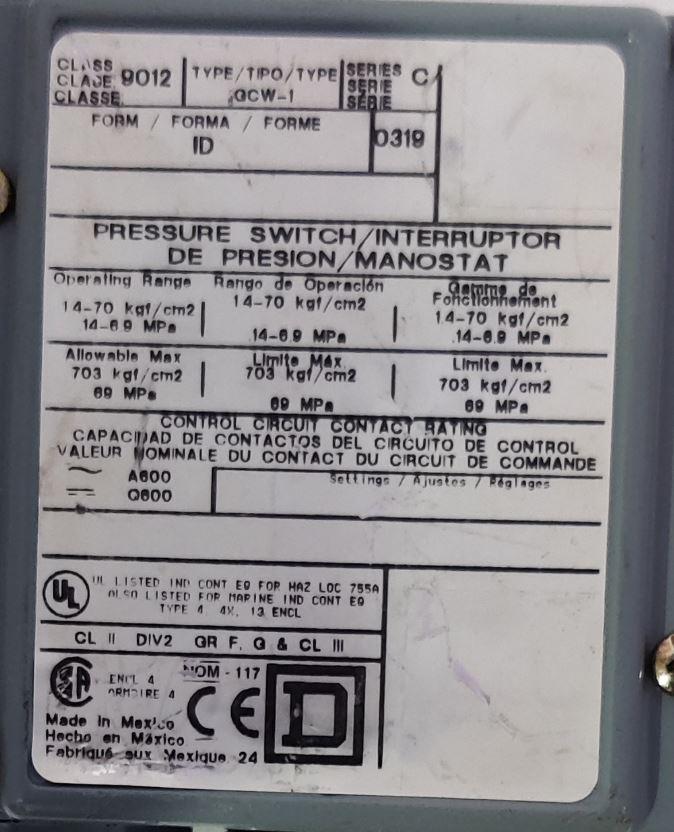 CLASS
CLASE 9012
CLASSE
TYPE/TIPO/TYPE
GCW-1
SERIES C
SERIE
SÉRIE
FORM / FORMA / FORME
ID
0319
PRESSURE SWITCH/INTERRUPTOR
DE PRESION/MANOSTAT
Operating Range
14-70 kgf/cm2
14-6.9 MPa
Rango de Operación
14-70 kgf/cm2
.14-6.9 MPa
Gamme de
Fonctionnement
14-70 kgf/cm2
.14-6.9 MPa
Allowable Max
703 kgf/cm2
69 MPa
Limite Máx.
703 kgf/cm2
69 MPa
Limite Max.
703 kgf/cm2
69 MPa
CONTROL CIRCUIT CONTACT RATING
CAPACIDAD DE CONTACTOS DEL CIRCUITO DE CONTROL
VALEUR NOMINALE DU CONTACT DU CIRCUIT DE COMMANDE
A600
Q600
Settings / Ajustes / Réglages
UL
UL LISTED IND CONT EQ FOR HAZ LOC 755A
ALSO LISTED FOR MARINE IND CONT EQ
TYPE 4, 4X, 13 ENCL
CL II DIV2 GR F, G & CL III
SA
ENCL 4
ARMOIRE 4
NOM - 117
CE
D
Made in Mexico
Hecho en México
Fabriqué aux Mexique 24